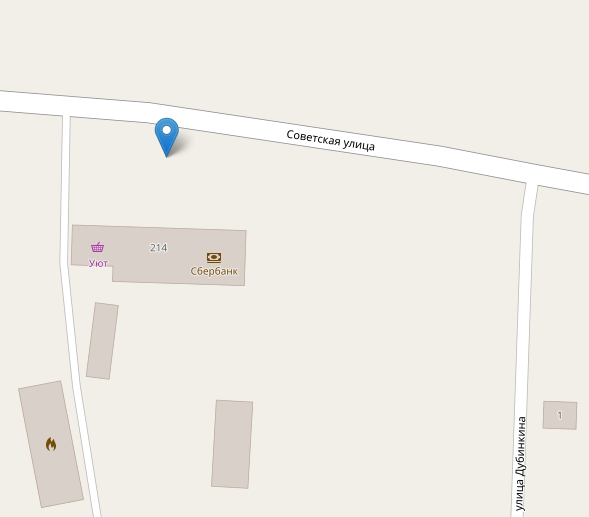 Советская улица
214
Уют
Сбербанк
1
улица Дубинкина